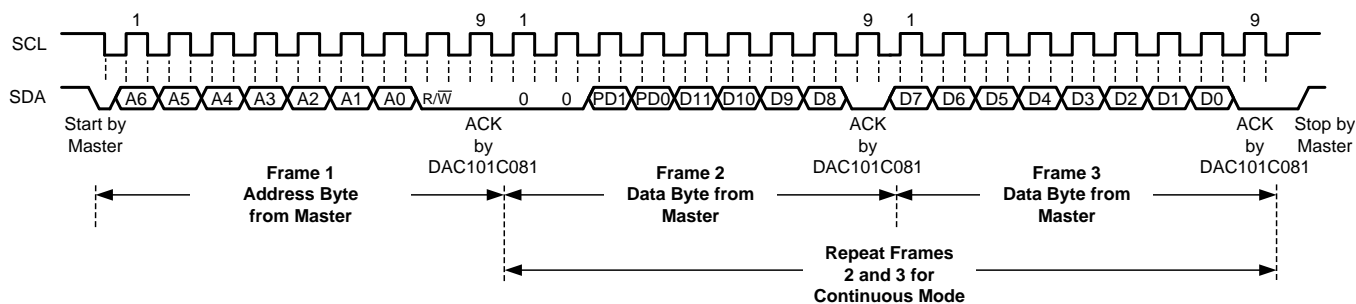 1 9 1 9 1 9
SCL
SDA A6 A5 A4 A3 A2 A1 A0 R/W̅ 0 0 PD1 PD0 D11 D10 D9 D8 D7 D6 D5 D4 D3 D2 D1 D0
Start by
Master
ACK
by
DAC101C081
ACK
by
DAC101C081
ACK
by
DAC101C081
Stop by
Master
Frame 1
Address Byte
from Master
Frame 2
Data Byte from
Master
Frame 3
Data Byte from
Master
Repeat Frames
2 and 3 for
Continuous Mode